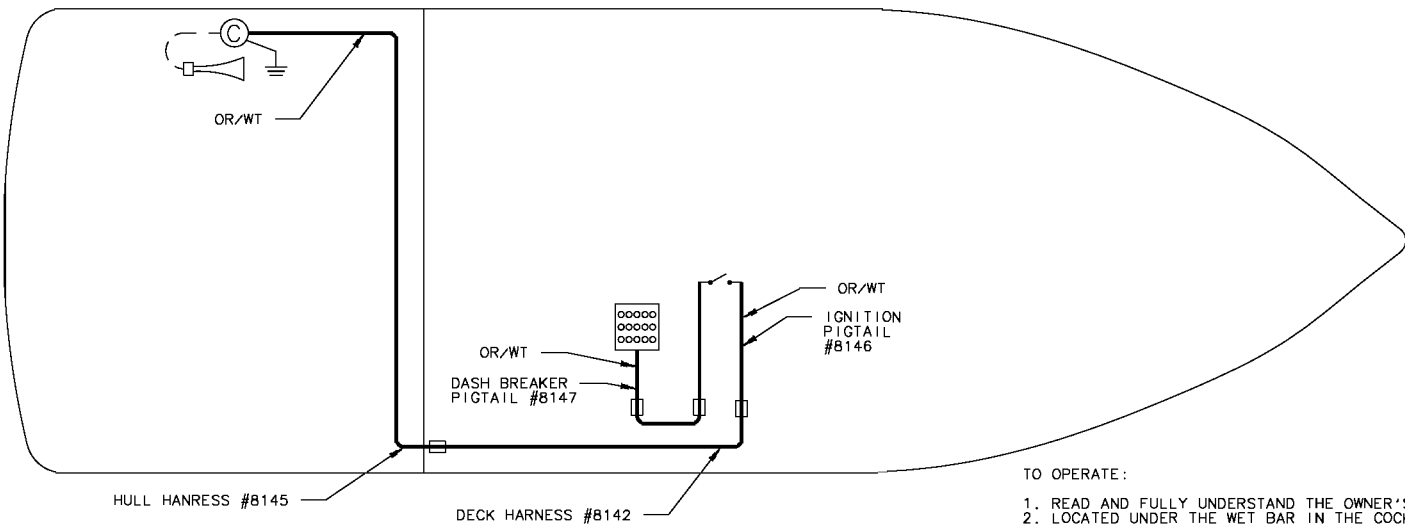 C
OR/WT
OR/WT
IGNITION
PIGTAIL
#8146
OR/WT
DASH BREAKER
PIGTAIL #8147
HULL HANRESS #8145
DECK HARNESS #8142
TO OPERATE:
1. READ AND FULLY UNDERSTAND THE OWNER'S
2. LOCATED UNDER THE WET BAR IN THE